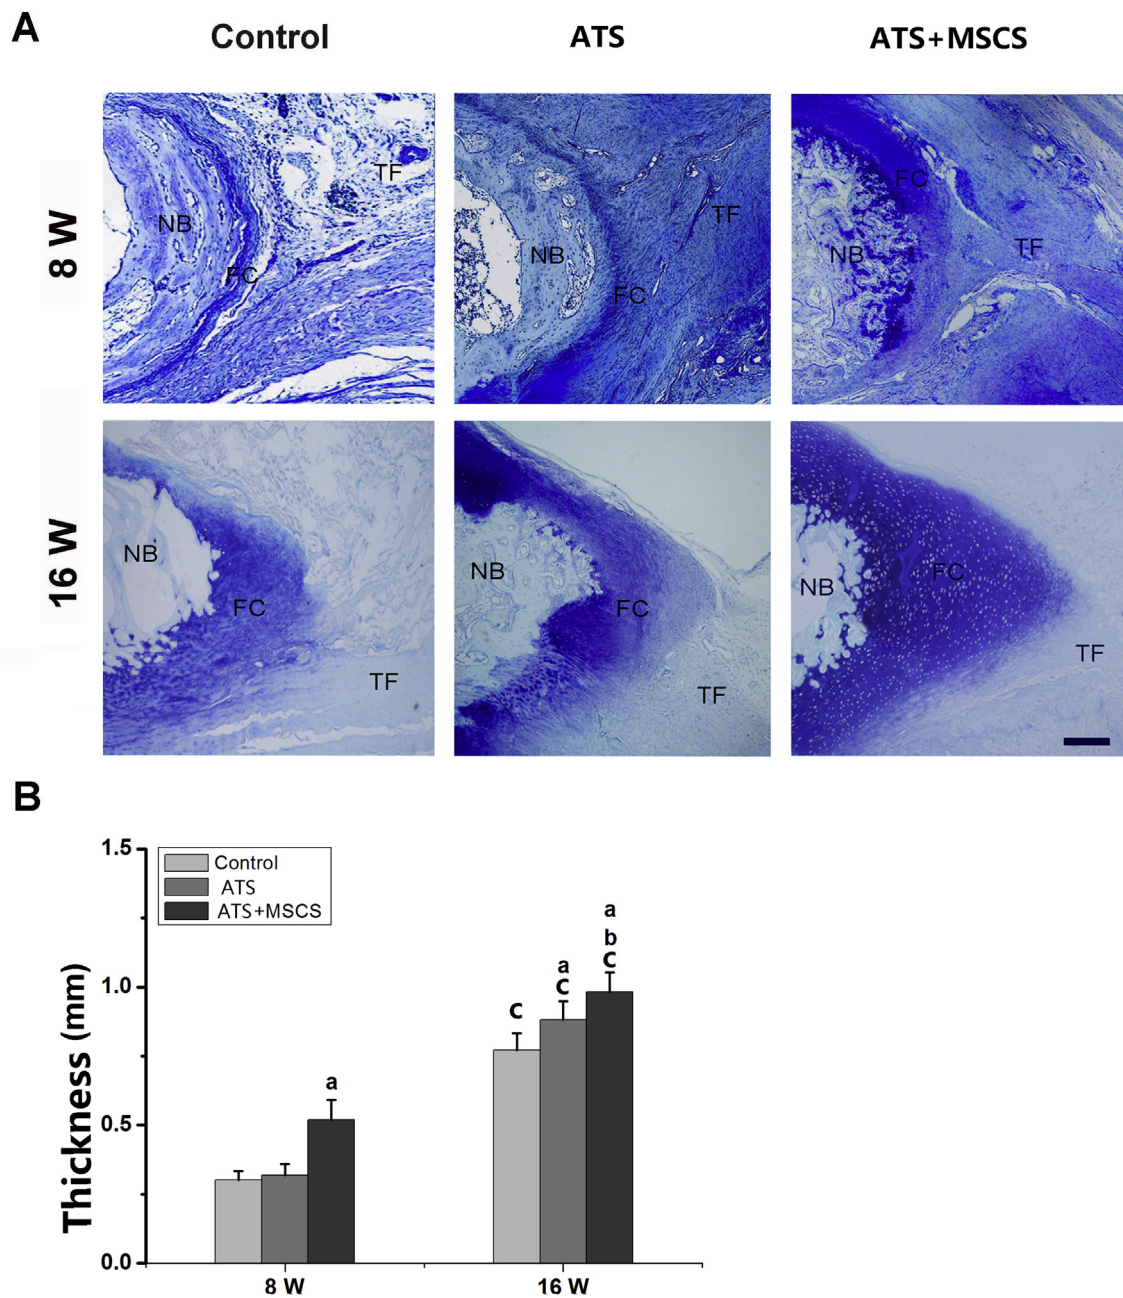 A
Control
ATS
ATS+MSCS
8 W
NB
FC
TF
NB
FC
TF
NB
FC
TF
16 W
NB
FC
TF
NB
FC
TF
NB
FC
TF
B
Thickness (mm)
1.5
1.0
0.5
0.0
Control
ATS
ATS+MSCS
a
c
a
c
a
b
c
8 W
16 W